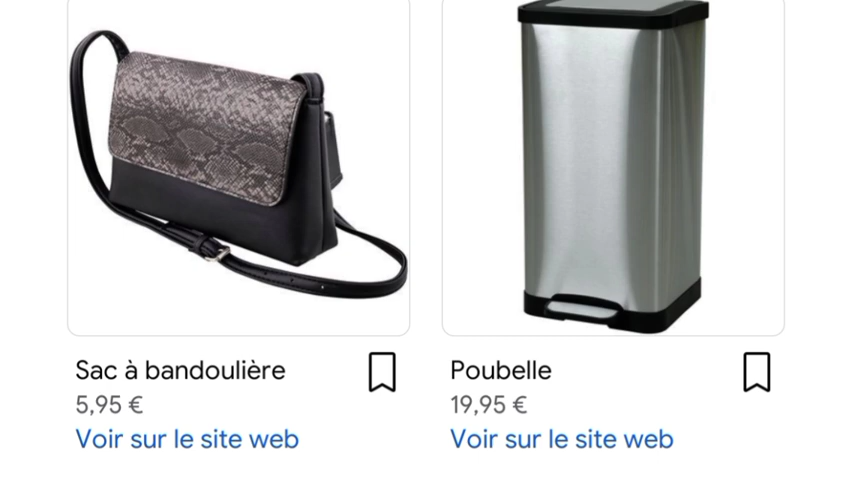 Sac à bandoulière
5,95 €
Voir sur le site web
Poubelle
19,95 €
Voir sur le site web